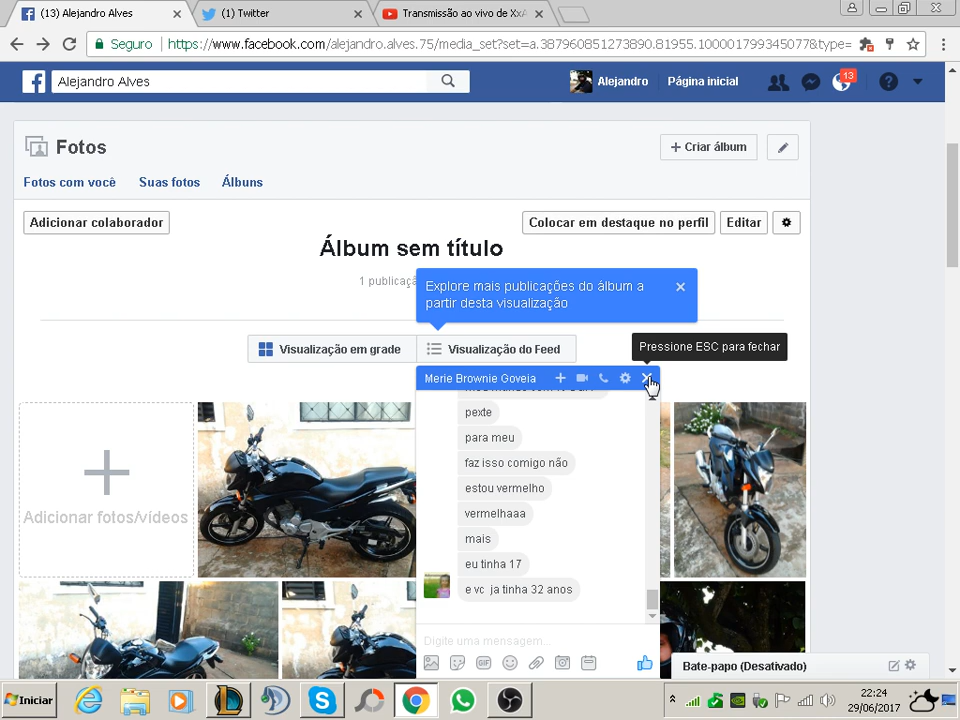 (13) Alejandro Alves
(1) Twitter
Transmissão ao vivo de XxA
Seguro
https://www.facebook.com/alejandro.alves.75/media_set?set=a.387960851273890.81955.100001799345077&type=
Alejandro Alves
Alejandro
Página inicial
13
Fotos
+ Criar álbum
Fotos com você
Suas fotos
Álbuns
Adicionar colaborador
Colocar em destaque no perfil
Editar
Álbum sem título
1 publicaçã
Explore mais publicações do álbum a
partir desta visualização
Visualização em grade
Visualização do Feed
Pressione ESC para fechar
Merie Brownie Goveia
pexte
para meu
faz isso comigo não
estou vermelho
vermelhaaa
mais
eu tinha 17
e vc ja tinha 32 anos
Adicionar fotos/vídeos
Digite uma mensagem...
GIF
Bate-papo (Desativado)
Iniciar
22:24
29/06/2017